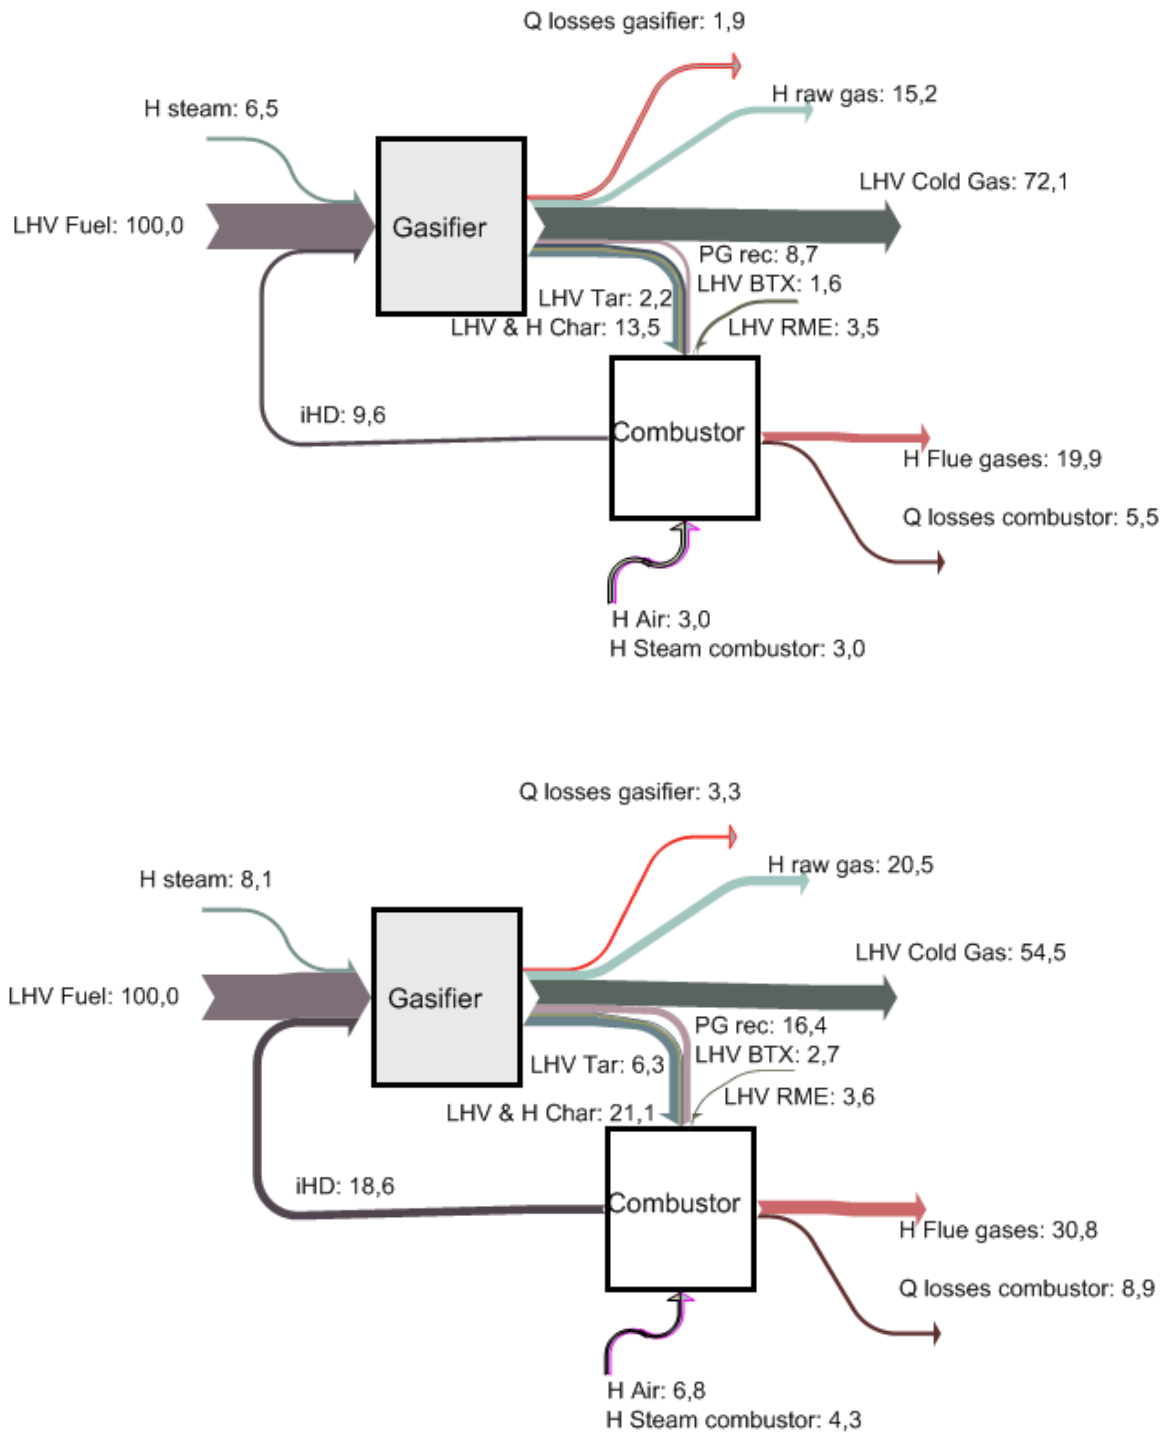 Q losses gasifier: 1,9
H raw gas: 15,2
H steam: 6,5
LHV Cold Gas: 72,1
LHV Fuel: 100,0
Gasifier
PG rec: 8,7
LHV BTX: 1,6
LHV Tar: 2,2
LHV RME: 3,5
LHV & H Char: 13,5
iHD: 9,6
Combustor
H Flue gases: 19,9
Q losses combustor: 5,5
H Air: 3,0
H Steam combustor: 3,0
Q losses gasifier: 3,3
H raw gas: 20,5
H steam: 8,1
LHV Cold Gas: 54,5
LHV Fuel: 100,0
Gasifier
PG rec: 16,4
LHV BTX: 2,7
LHV Tar: 6,3
LHV RME: 3,6
LHV & H Char: 21,1
iHD: 18,6
Combustor
H Flue gases: 30,8
Q losses combustor: 8,9
H Air: 6,8
H Steam combustor: 4,3